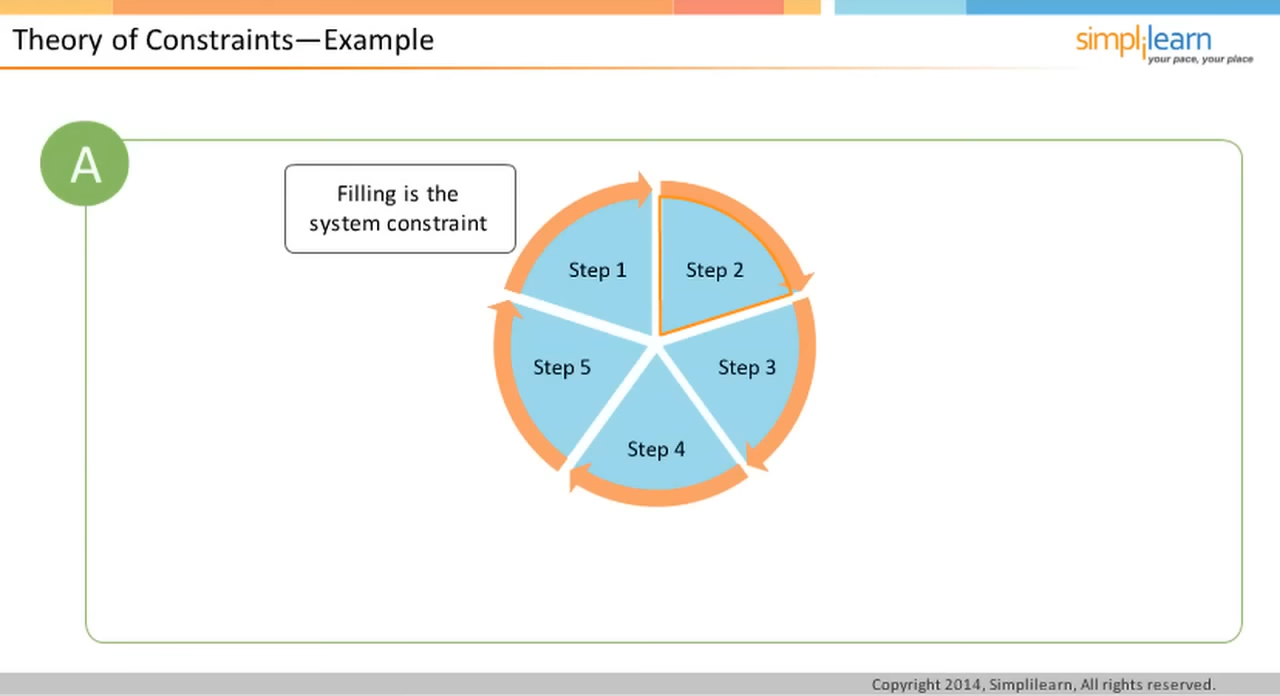 Theory of Constraints—Example
simplilearn
your pace, your place
A
Filling is the
system constraint
Step 1
Step 2
Step 3
Step 4
Step 5
Copyright 2014, Simplilearn, All rights reserved.